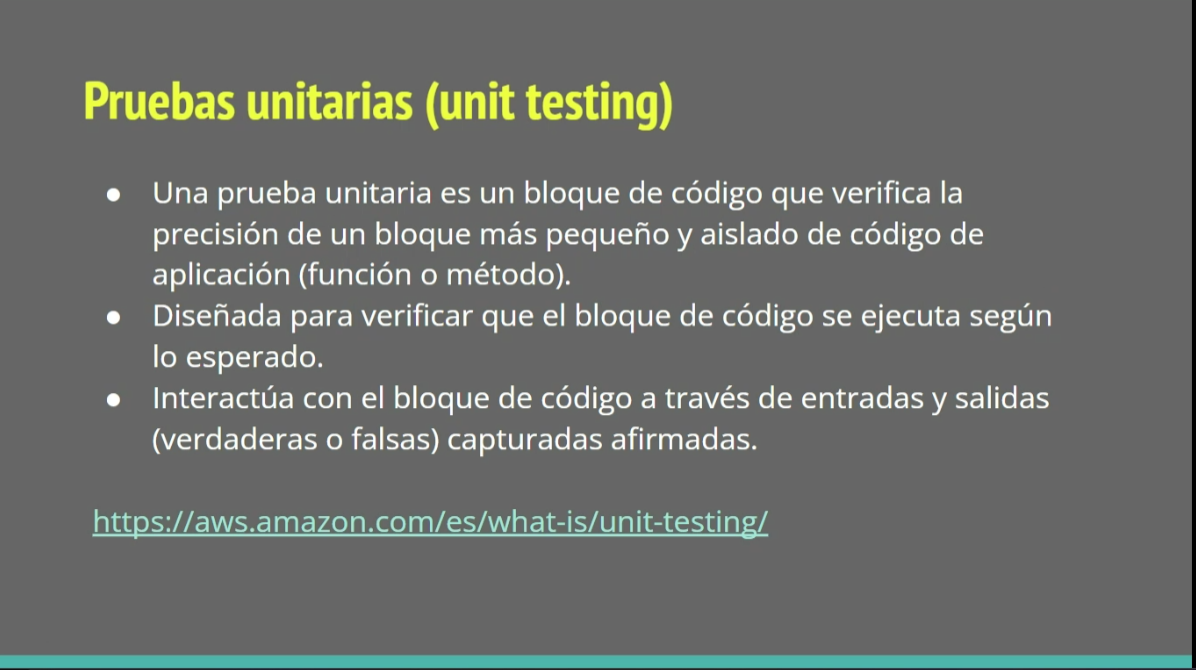 Pruebas unitarias (unit testing)
● Una prueba unitaria es un bloque de código que verifica la
precisión de un bloque más pequeño y aislado de código de
aplicación (función o método).
● Diseñada para verificar que el bloque de código se ejecuta según
lo esperado.
● Interactúa con el bloque de código a través de entradas y salidas
(verdaderas o falsas) capturadas afirmadas.
https://aws.amazon.com/es/what-is/unit-testing/